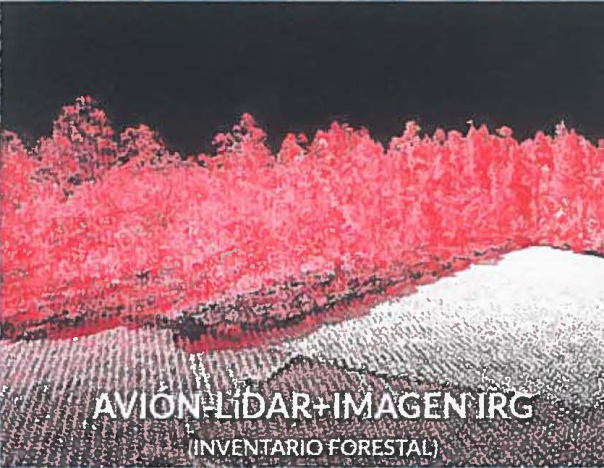 AVIÓN-LiDAR+IMAGEN IRG
(INVENTARIO FORESTAL)